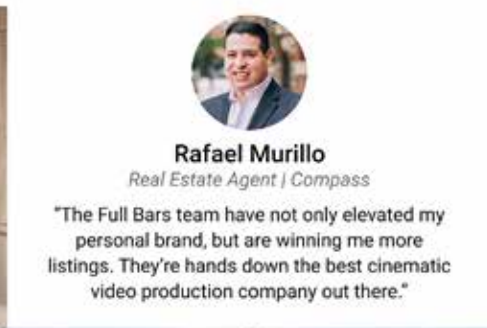 Rafael Murillo
Real Estate Agent | Compass
"The Full Bars team have not only elevated my
personal brand, but are winning me more
listings. They're hands down the best cinematic
video production company out there."